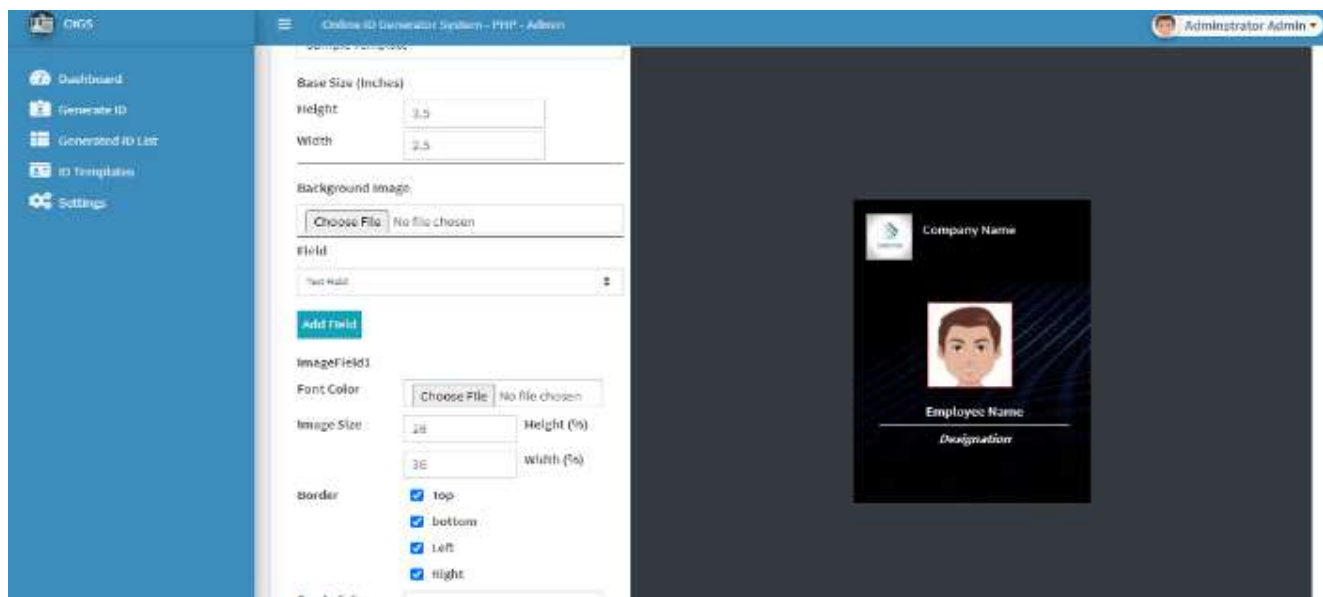 OIGS
Online ID Generator System - PHP - Admin
Adminstrator Admin
Dashboard
Generate ID
Generated ID List
ID Templates
Settings
Sample Template
Base Size (Inches)
Height
3.5
Width
2.5
Background Image
Choose File No file chosen
Field
Text Field
Add Field
ImageField1
Font Color
Choose File No file chosen
Image Size
Height (%)
Width (%)
Border
Top
bottom
Left
Right
Company Name
Employee Name
Designation